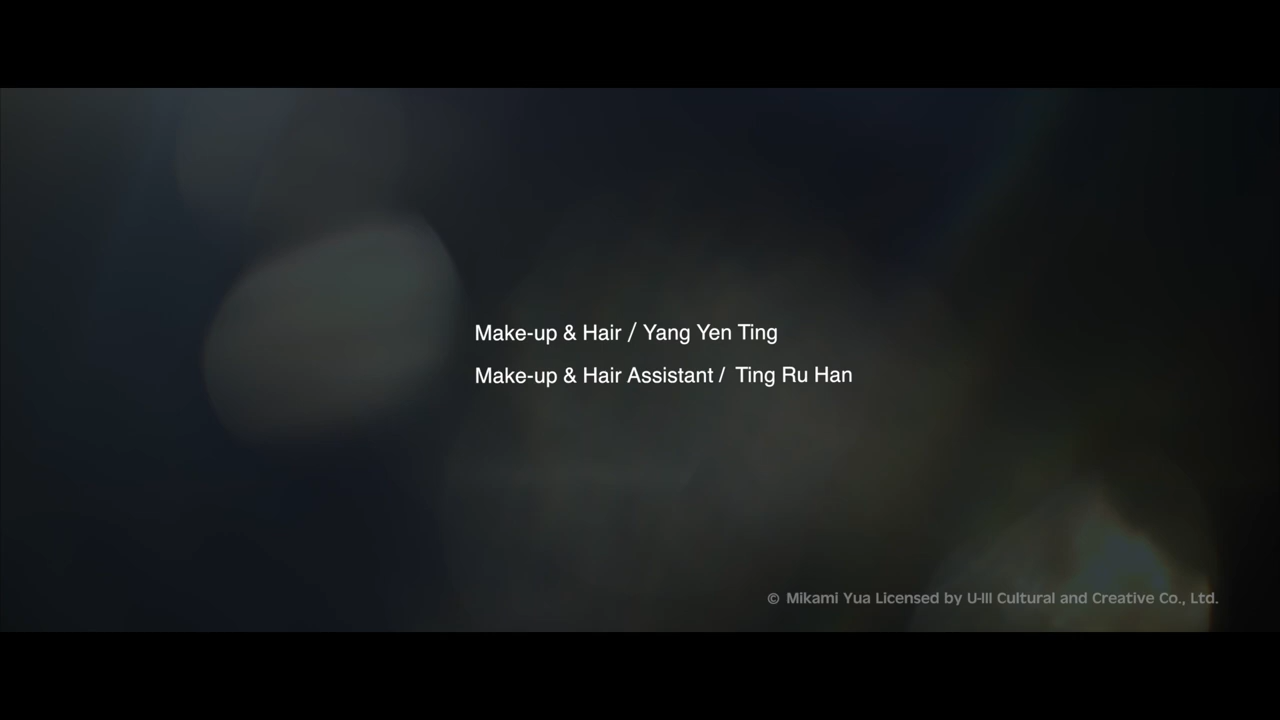 Make-up & Hair / Yang Yen Ting
Make-up & Hair Assistant / Ting Ru Han
© Mikami Yua Licensed by U-III Cultural and Creative Co., Ltd.